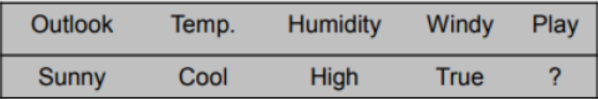 Outlook Temp. Humidity Windy Play
Sunny Cool High True ?